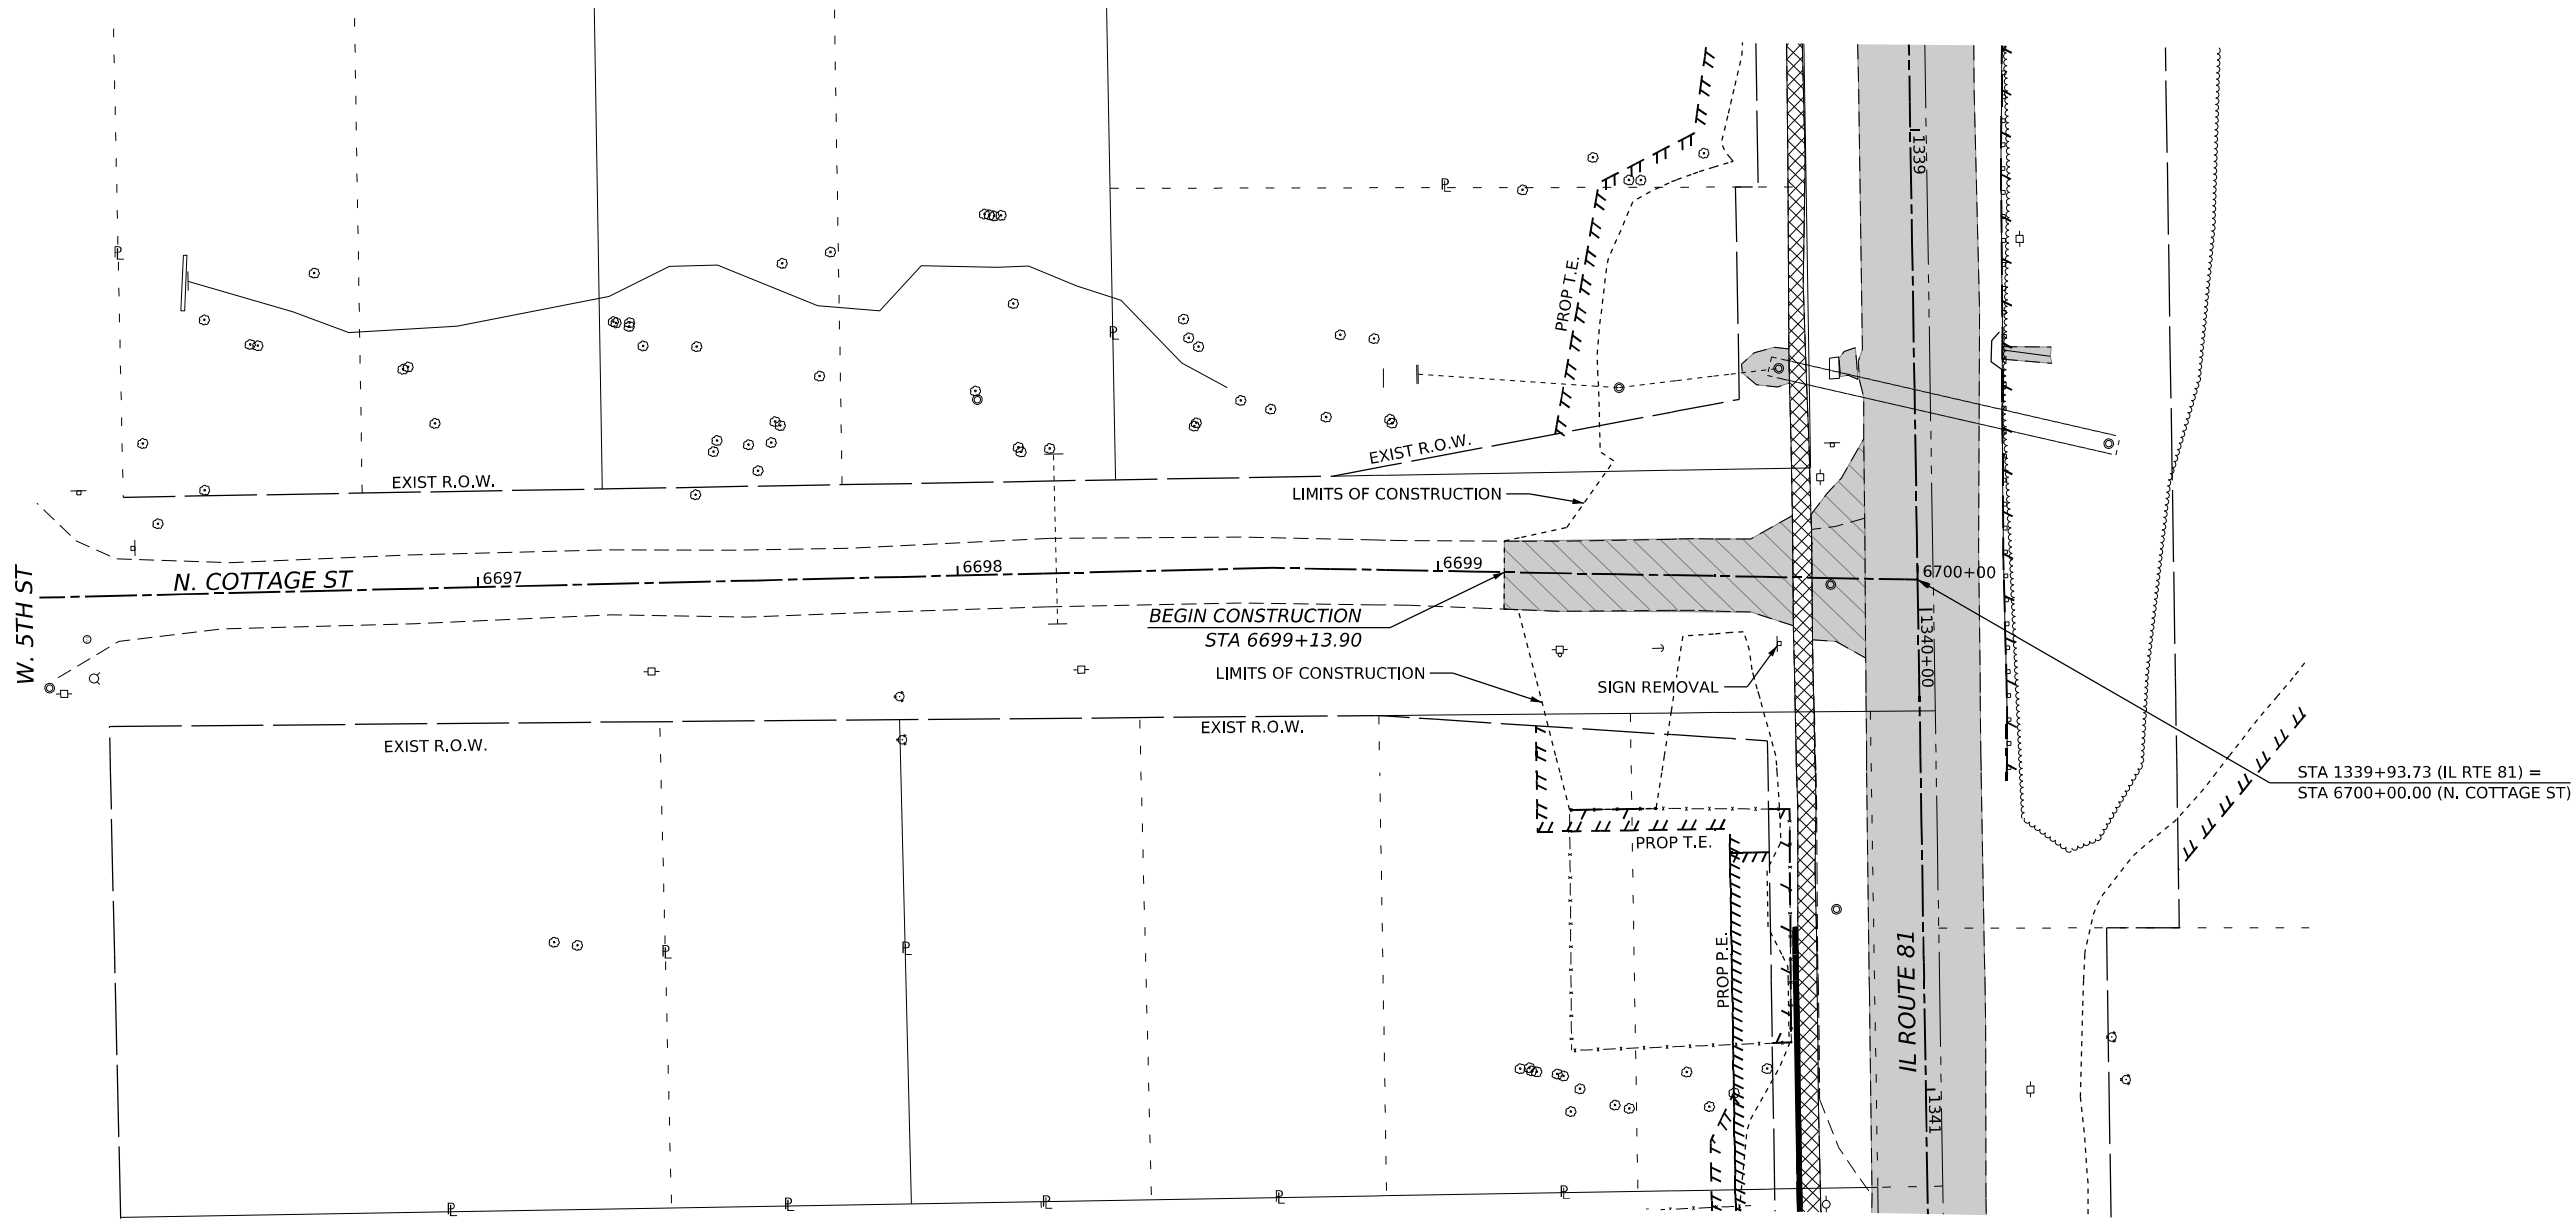 1339
P̲L
P̲L
PROP T.E.
P̲L
EXIST R.O.W.
EXIST R.O.W.
LIMITS OF CONSTRUCTION
6697
6698
6699
6700+00
N. COTTAGE ST
W. 5TH ST
BEGIN CONSTRUCTION
STA 6699+13.90
1340+00
LIMITS OF CONSTRUCTION
SIGN REMOVAL
EXIST R.O.W.
EXIST R.O.W.
STA 1339+93.73 (IL RTE 81) =
STA 6700+00.00 (N. COTTAGE ST)
PROP T.E.
PROP P.E.
IL ROUTE 81
P̲L
P̲L
1341
P̲L
P̲L
P̲L
P̲L
P̲L